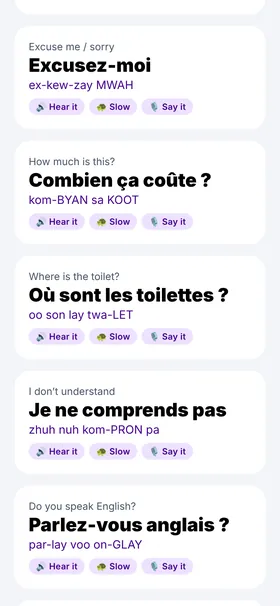 Excuse me / sorry
Excusez-moi
ex-kew-zay MWAH
🔊 Hear it 🐢 Slow 🎙️ Say it
How much is this?
Combien ça coûte ?
kom-BYAN sa KOOT
🔊 Hear it 🐢 Slow 🎙️ Say it
Where is the toilet?
Où sont les toilettes ?
oo son lay twa-LET
🔊 Hear it 🐢 Slow 🎙️ Say it
I don’t understand
Je ne comprends pas
zhuh nuh kom-PRON pa
🔊 Hear it 🐢 Slow 🎙️ Say it
Do you speak English?
Parlez-vous anglais ?
par-lay voo on-GLAY
🔊 Hear it 🐢 Slow 🎙️ Say it